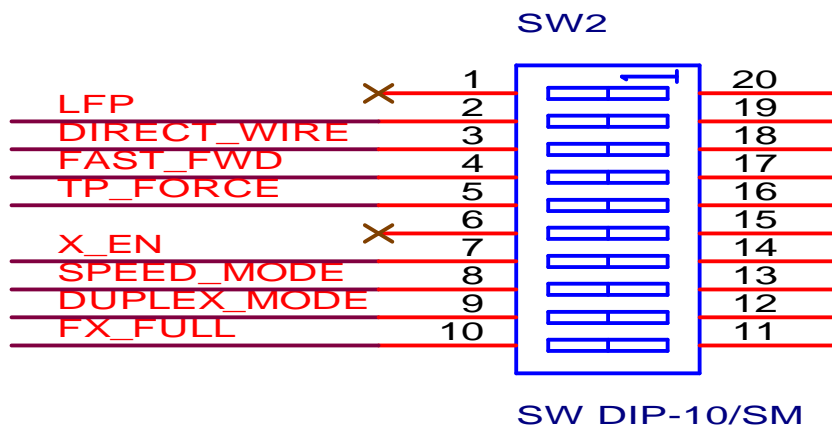 SW2
1 20
LFP 2 19
DIRECT_WIRE 3 18
FAST_FWD 4 17
TP_FORCE 5 16
6 15
X_EN 7 14
SPEED_MODE 8 13
DUPLEX_MODE 9 12
FX_FULL 10 11
SW DIP-10/SM